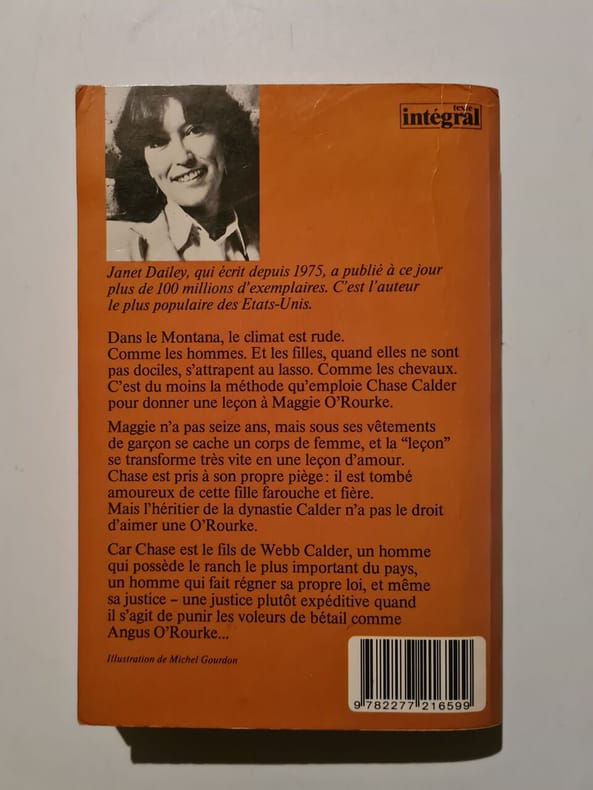 texte
intégral
Janet Dailey, qui écrit depuis 1975, a publié à ce jour
plus de 100 millions d'exemplaires. C'est l'auteur
le plus populaire des Etats-Unis.
Dans le Montana, le climat est rude.
Comme les hommes. Et les filles, quand elles ne sont
pas dociles, s'attrapent au lasso. Comme les chevaux.
C'est du moins la méthode qu'emploie Chase Calder
pour donner une leçon à Maggie O'Rourke.
Maggie n'a pas seize ans, mais sous ses vêtements
de garçon se cache un corps de femme, et la “leçon”
se transforme très vite en une leçon d'amour.
Chase est pris à son propre piège : il est tombé
amoureux de cette fille farouche et fière.
Mais l'héritier de la dynastie Calder n'a pas le droit
d'aimer une O'Rourke.
Car Chase est le fils de Webb Calder, un homme
qui possède le ranch le plus important du pays,
un homme qui fait régner sa propre loi, et même
sa justice – une justice plutôt expéditive quand
il s'agit de punir les voleurs de bétail comme
Angus O'Rourke...
Illustration de Michel Gourdon
9 782277 216599